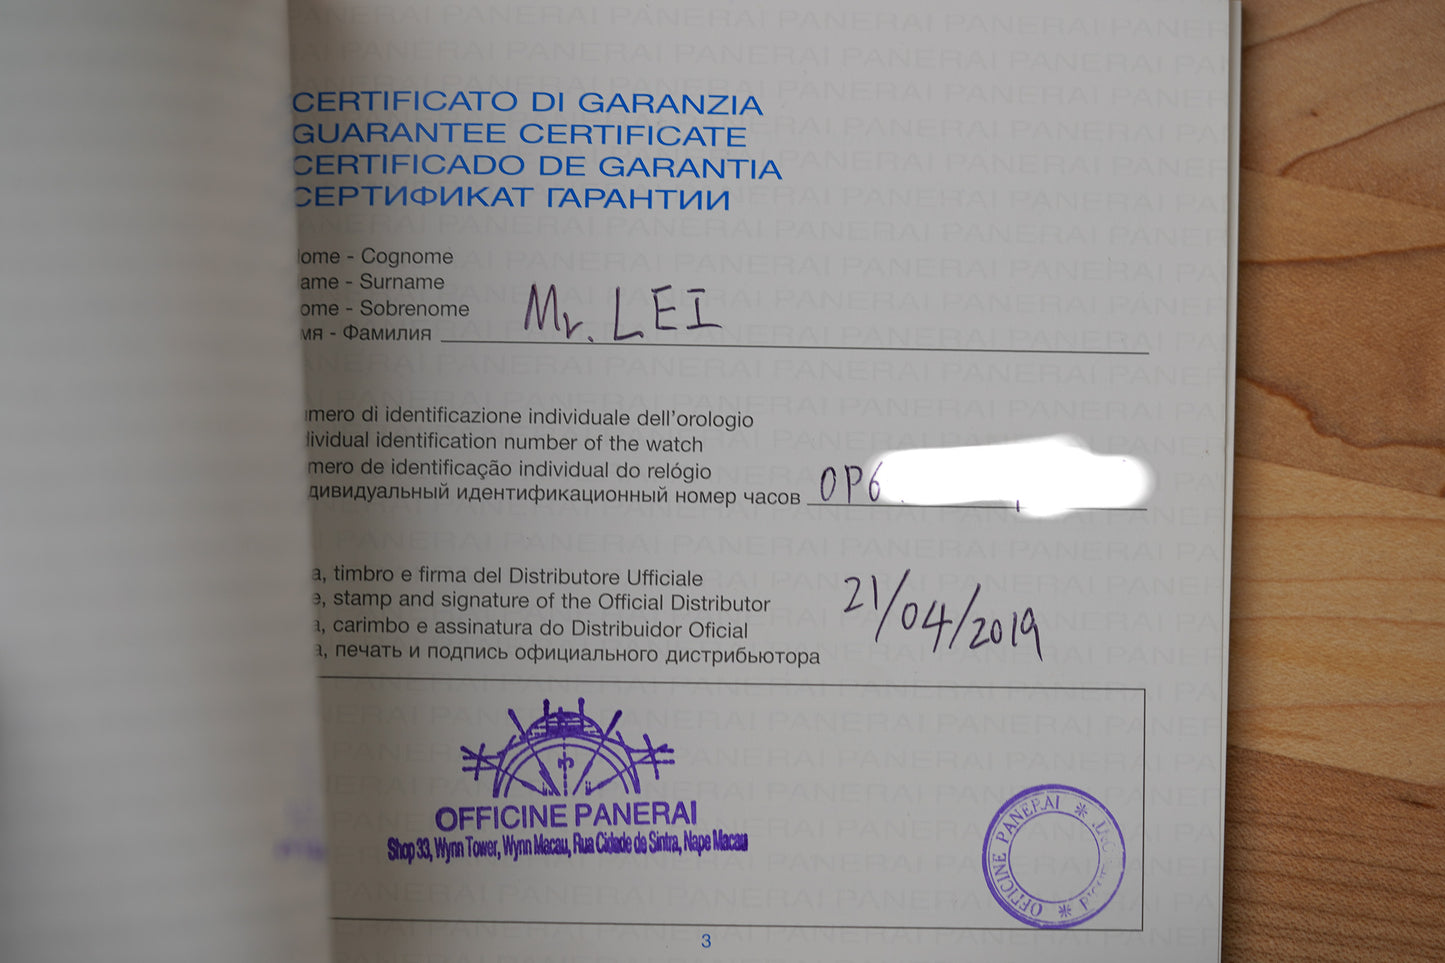 CERTIFICATO DI GARANZIA
GUARANTEE CERTIFICATE
CERTIFICADO DE GARANTIA
СЕРТИФИКАТ ГАРАНТИИ
ome - Cognome
ame - Surname
ome - Sobrenome
мя - Фамилия
Mr. LEI
mero di identificazione individuale dell'orologio
dividual identification number of the watch
mero de identificação individual do relógio
дивидуальный идентификационный номер часов
OP6
a, timbro e firma del Distributore Ufficiale
e, stamp and signature of the Official Distributor
a, carimbo e assinatura do Distribuidor Oficial
а, печать и подпись официального дистрибьютора
21/04/2019
OFFICINE PANERAI
Shop 33, Wynn Tower, Wynn Macau, Rua Cidade de Sintra, Nape Macau
OFFICINE PANERAI
3